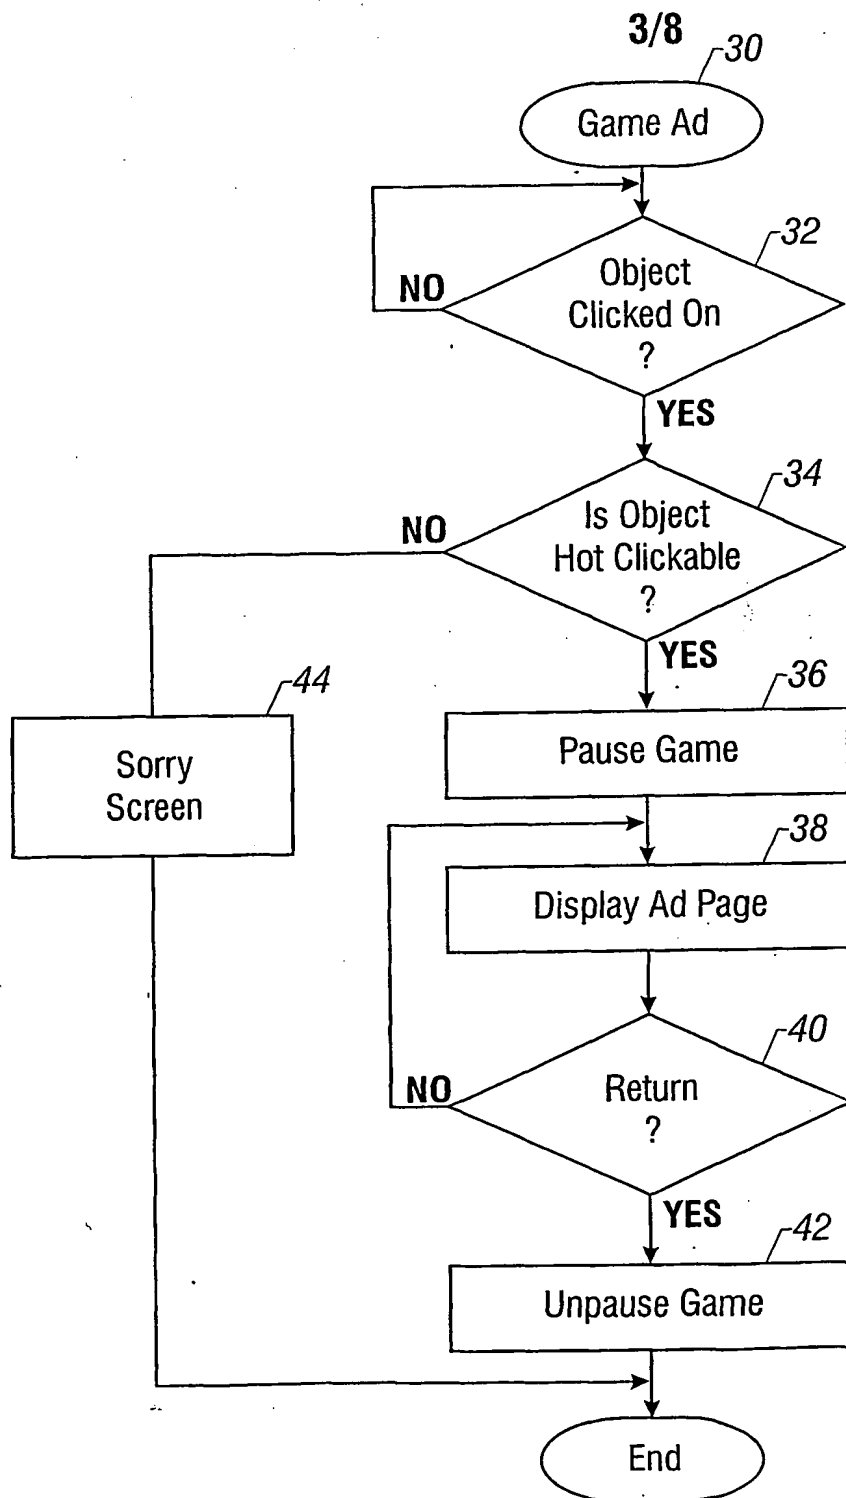 3/8
30
Game Ad
32
Object
Clicked On
?
NO
YES
34
Is Object
Hot Clickable
?
NO
YES
44
Sorry
Screen
36
Pause Game
38
Display Ad Page
40
Return
?
NO
YES
42
Unpause Game
End